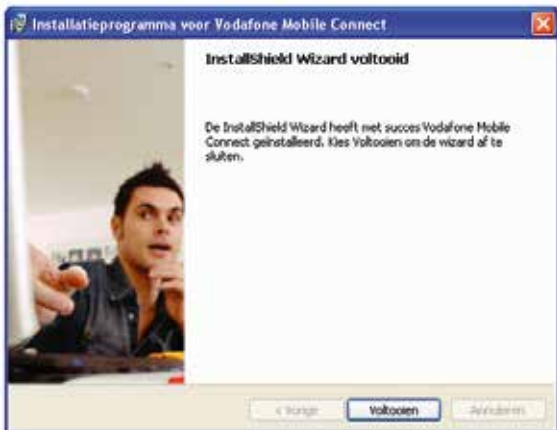 Installatieprogramma voor Vodafone Mobile Connect
InstallShield Wizard voltooid
De InstallShield Wizard heeft met succes Vodafone Mobile
Connect geïnstalleerd. Kies Voltooien om de wizard af te
sluiten.
< Vorige
Voltooien
Annuleren